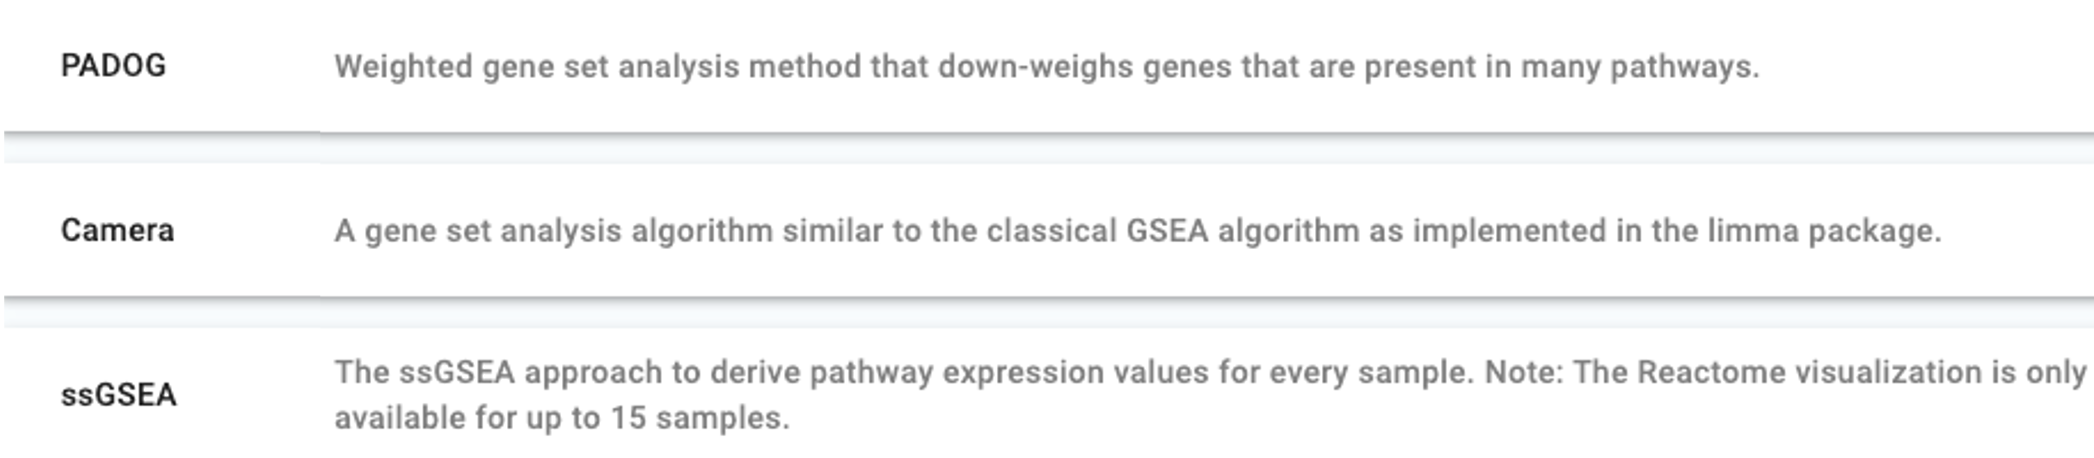 PADOG
Weighted gene set analysis method that down-weighs genes that are present in many pathways.
Camera
A gene set analysis algorithm similar to the classical GSEA algorithm as implemented in the limma package.
ssGSEA
The ssGSEA approach to derive pathway expression values for every sample. Note: The Reactome visualization is only
available for up to 15 samples.